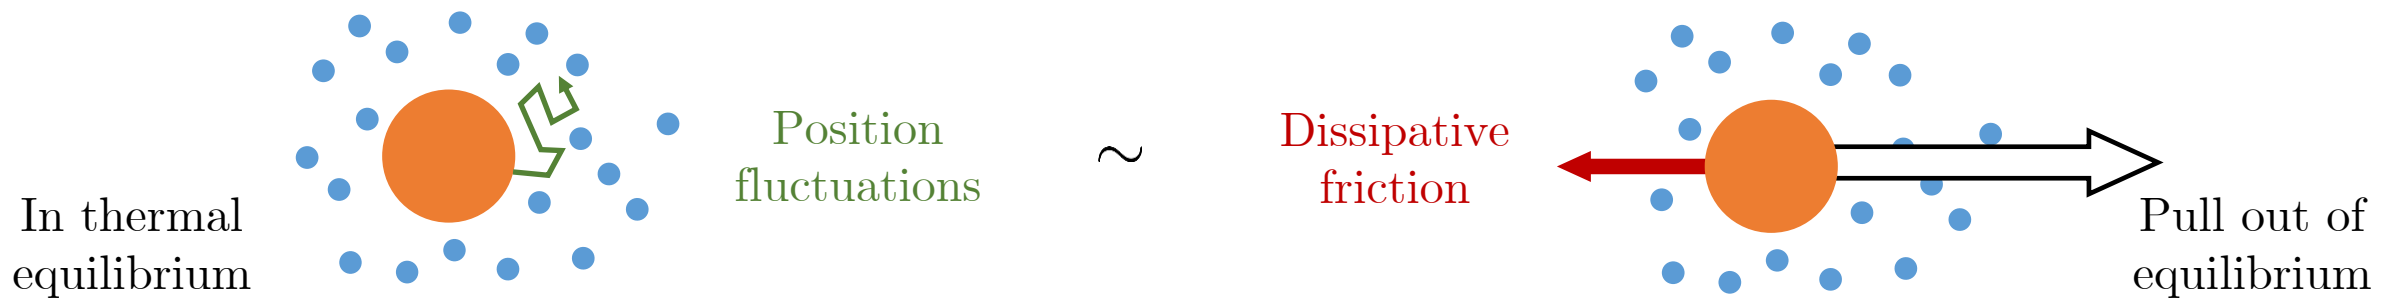 In thermal
equilibrium
Position
fluctuations
~
Dissipative
friction
Pull out of
equilibrium